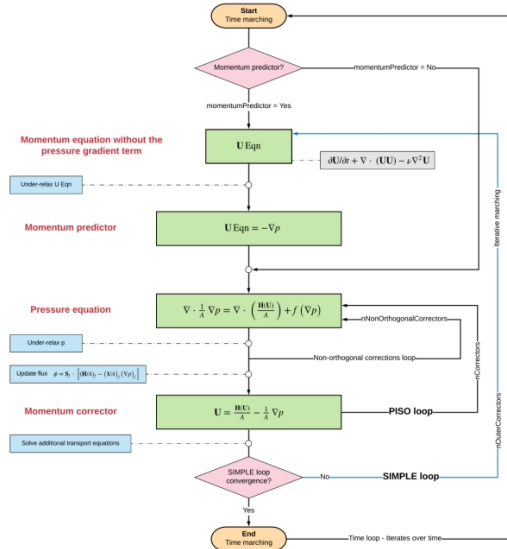 Start
Time marching
Momentum predictor?
momentumPredictor = No
momentumPredictor = Yes
Momentum equation without the
pressure gradient term
U Eqn
∂U/∂t + ∇ · (UU) − ν∇²U
Under-relax U Eqn
Iterative marching
Momentum predictor
U Eqn = −∇p
Pressure equation
∇ · 1/A ∇p = ∇ · (H(U)/A) + f (∇p)
nNonOrthogonalCorrectors
Under-relax p
Non-orthogonal corrections loop
nCorrectors
Update flux
Momentum corrector
U = H(U)/A − 1/A ∇p
PISO loop
nOuterCorrectors
Solve additional transport equations
SIMPLE loop
convergence?
No
SIMPLE loop
Yes
End
Time marching
Time loop - Iterates over time